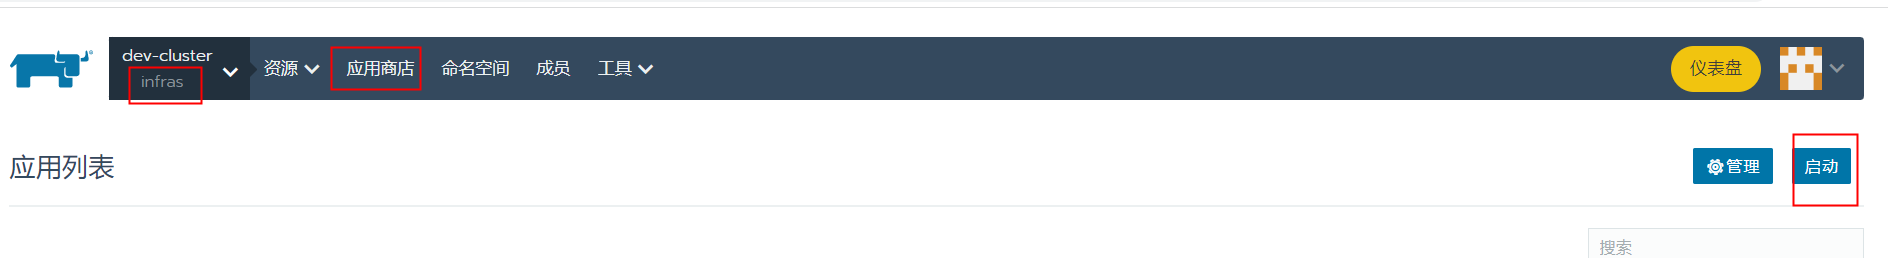 dev-cluster
infras
资源 应用商店 命名空间 成员 工具 仪表盘
应用列表 管理 启动
搜索